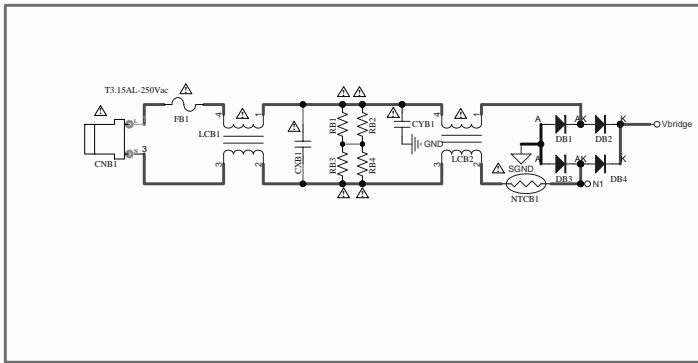 T3.15AL-250Vac
FB1
L
N
3
CNB1
4
1
LCB1
3
2
CXB1
RB1
RB2
RB3
RB4
CYB1
GND
4
1
LCB2
3
2
NTCB1
A
AK
K
DB1
DB2
SGND
A
AK
K
DB3
DB4
N1
Vbridge